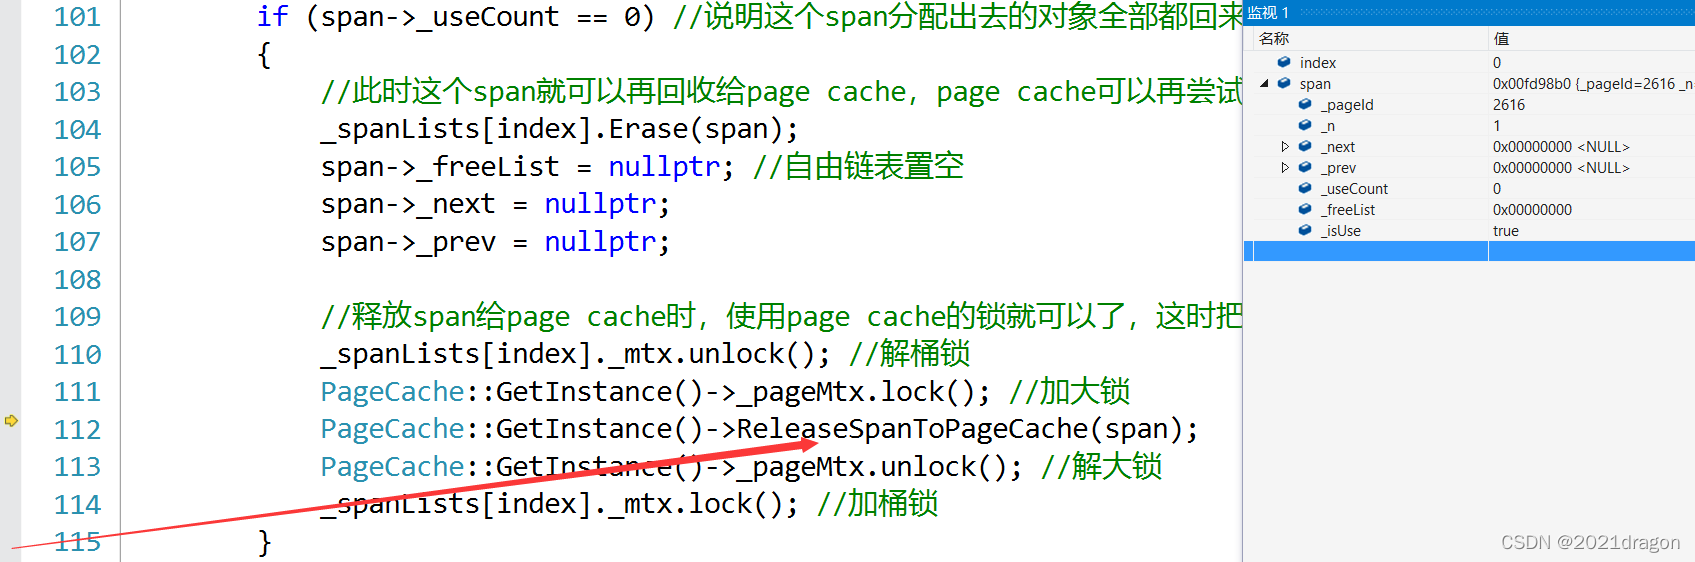 101 if (span->_useCount == 0) //说明这个span分配出去的对象全部都回来
102 {
103 //此时这个span就可以再回收给page cache，page cache可以再尝试
104 _spanLists[index].Erase(span);
105 span->_freeList = nullptr; //自由链表置空
106 span->_next = nullptr;
107 span->_prev = nullptr;
108
109 //释放span给page cache时，使用page cache的锁就可以了，这时把
110 _spanLists[index]._mtx.unlock(); //解桶锁
111 PageCache::GetInstance()->_pageMtx.lock(); //加大锁
112 PageCache::GetInstance()->ReleaseSpanToPageCache(span);
113 PageCache::GetInstance()->_pageMtx.unlock(); //解大锁
114 _spanLists[index]._mtx.lock(); //加桶锁
115 }
监视 1
名称 值
index 0
span 0x00fd98b0 {_pageId=2616 _n
_pageId 2616
_n 1
_next 0x00000000 <NULL>
_prev 0x00000000 <NULL>
_useCount 0
_freeList 0x00000000
_isUse true
CSDN @2021dragon